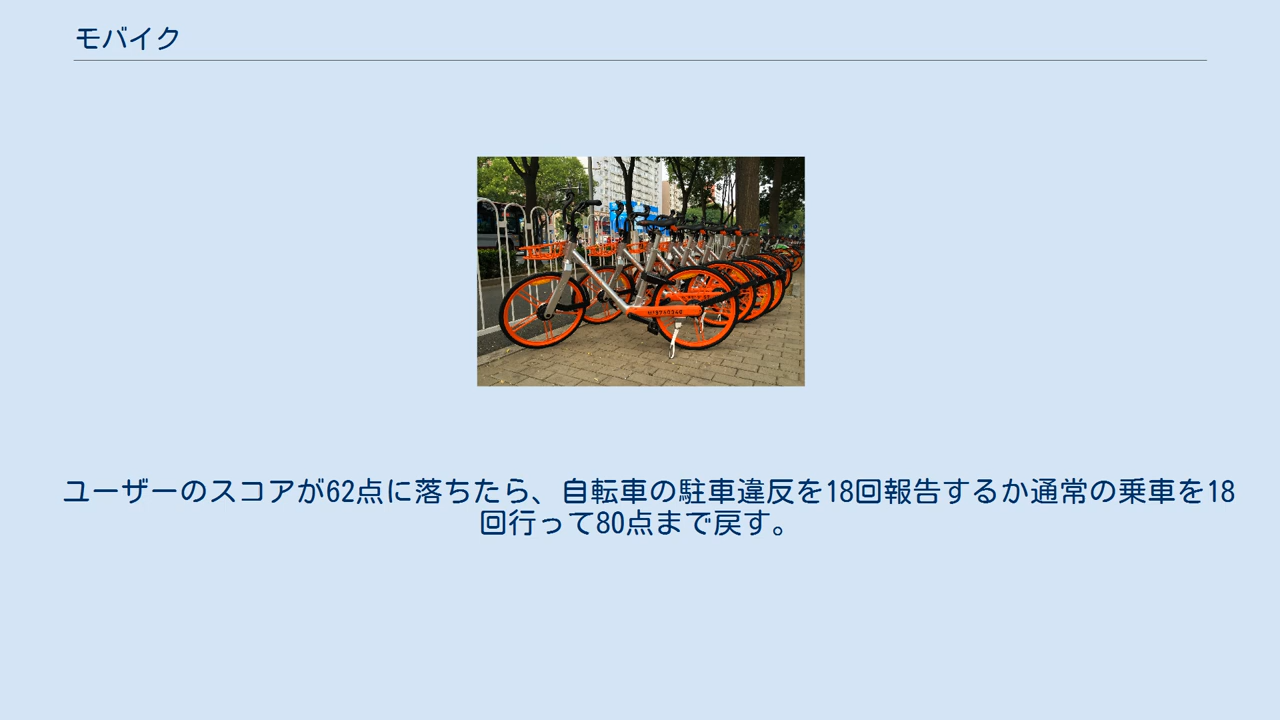 モバイク
ユーザーのスコアが62点に落ちたら、自転車の駐車違反を18回報告するか通常の乗車を18
回行って80点まで戻す。